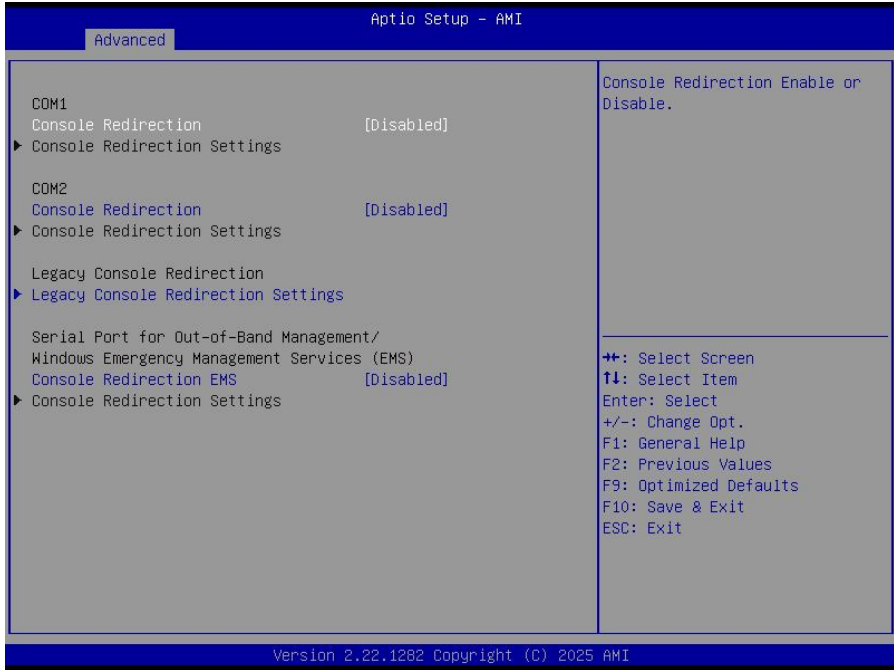 Aptio Setup - AMI
Advanced
COM1
Console Redirection [Disabled]
Console Redirection Settings
COM2
Console Redirection [Disabled]
Console Redirection Settings
Legacy Console Redirection
Legacy Console Redirection Settings
Serial Port for Out-of-Band Management/
Windows Emergency Management Services (EMS)
Console Redirection EMS [Disabled]
Console Redirection Settings
Console Redirection Enable or
Disable.
→←: Select Screen
↑↓: Select Item
Enter: Select
+/-: Change Opt.
F1: General Help
F2: Previous Values
F9: Optimized Defaults
F10: Save & Exit
ESC: Exit
Version 2.22.1282 Copyright (C) 2025 AMI